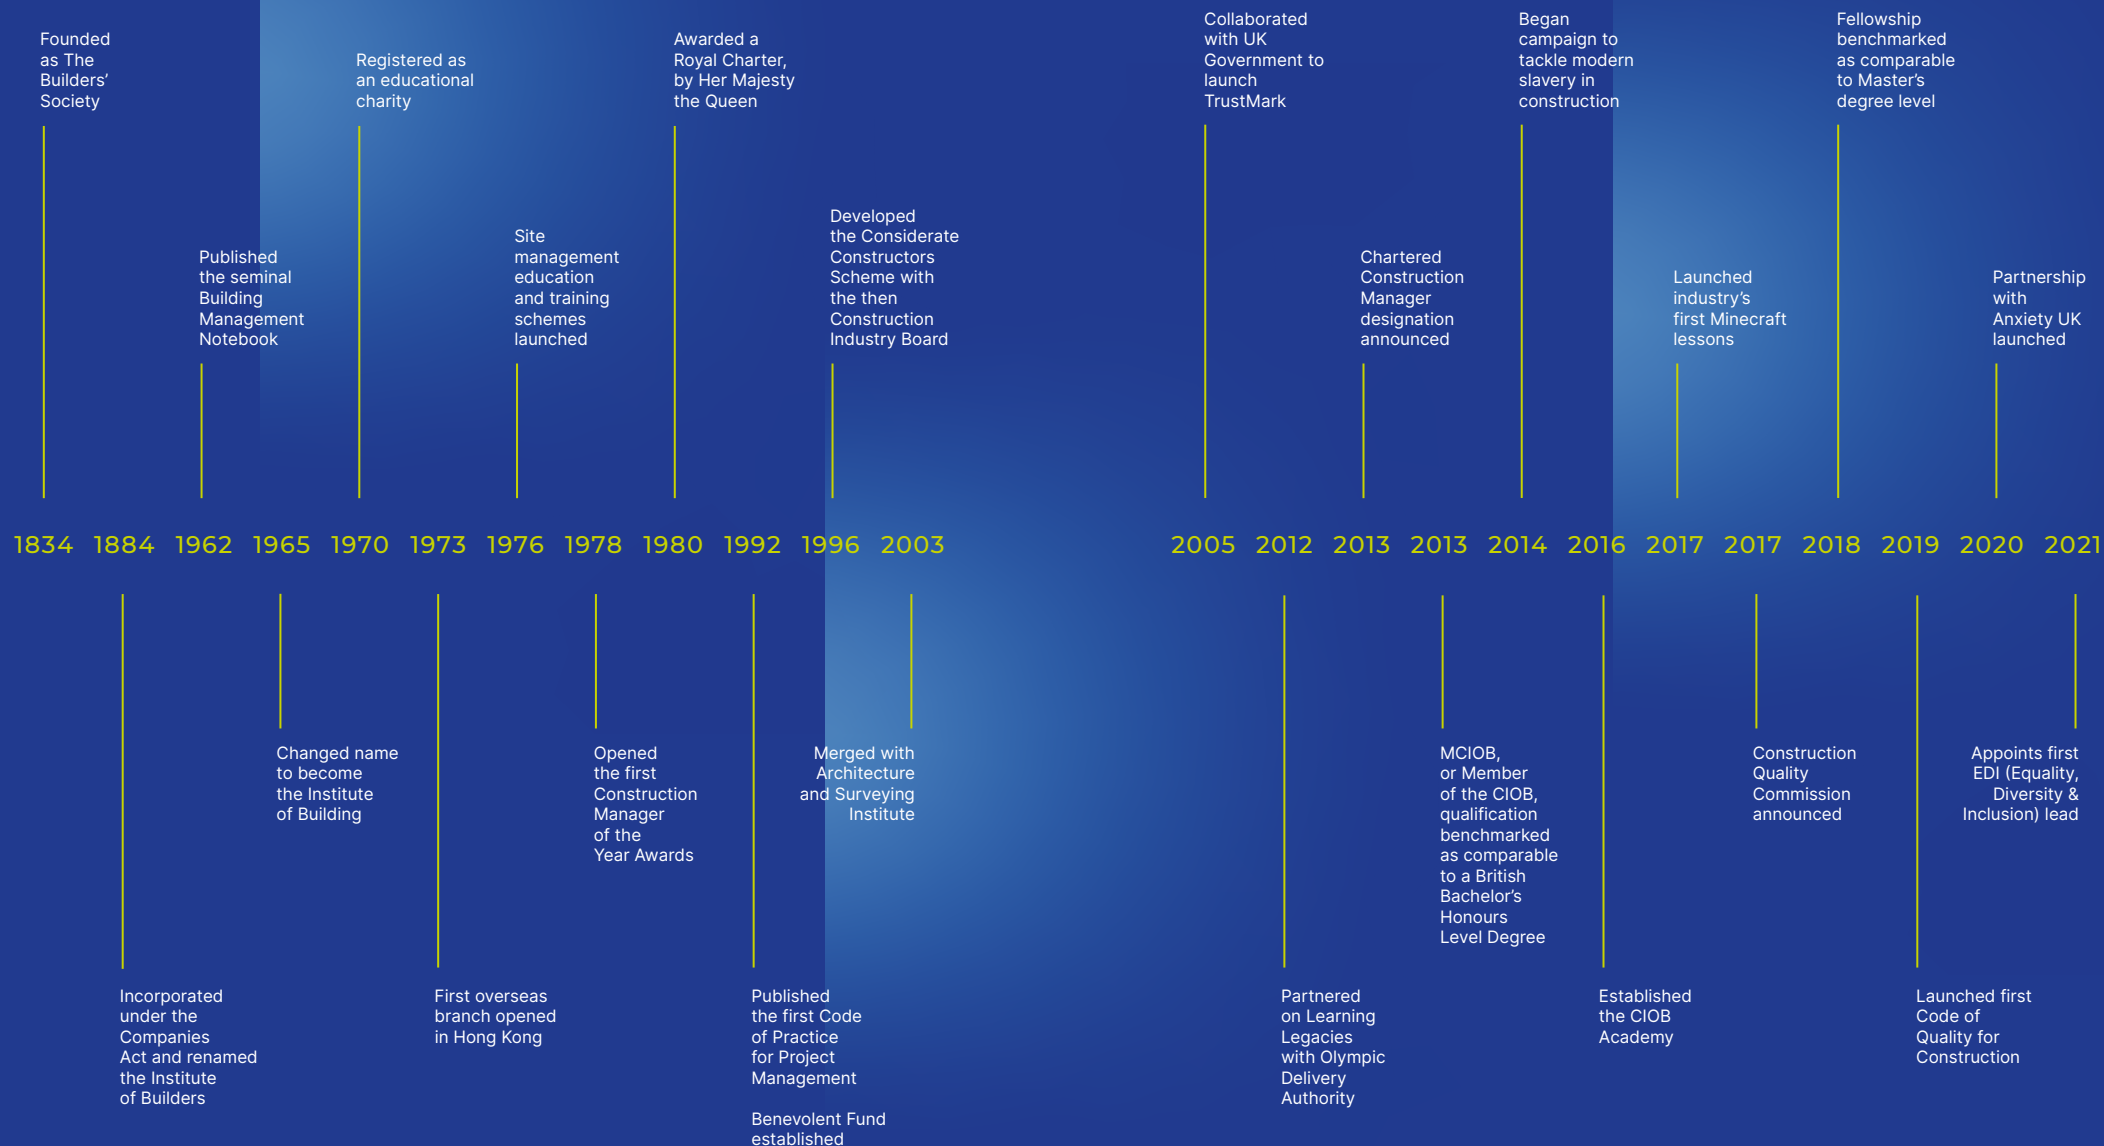 Founded
as The
Builders’
Society
Registered as
an educational
charity
Awarded a
Royal Charter,
by Her Majesty
the Queen
Collaborated
with UK
Government to
launch
TrustMark
Began
campaign to
tackle modern
slavery in
construction
Fellowship
benchmarked
as comparable
to Master’s
degree level
Published
the seminal
Building
Management
Notebook
Site
management
education
and training
schemes
launched
Developed
the Considerate
Constructors
Scheme with
the then
Construction
Industry Board
Chartered
Construction
Manager
designation
announced
Launched
industry’s
first Minecraft
lessons
Partnership
with
Anxiety UK
launched
1834 1884 1962 1965 1970 1973 1976 1978 1980 1992 1996 2003 2005 2012 2013 2013 2014 2016 2017 2017 2018 2019 2020 2021
Changed name
to become
the Institute
of Building
Opened
the first
Construction
Manager
of the
Year Awards
Merged with
Architecture
and Surveying
Institute
MCIOB,
or Member
of the CIOB,
qualification
benchmarked
as comparable
to a British
Bachelor’s
Honours
Level Degree
Construction
Quality
Commission
announced
Appoints first
EDI (Equality,
Diversity &
Inclusion) lead
Incorporated
under the
Companies
Act and renamed
the Institute
of Builders
First overseas
branch opened
in Hong Kong
Published
the first Code
of Practice
for Project
Management
Benevolent Fund
established
Partnered
on Learning
Legacies
with Olympic
Delivery
Authority
Established
the CIOB
Academy
Launched first
Code of
Quality for
Construction